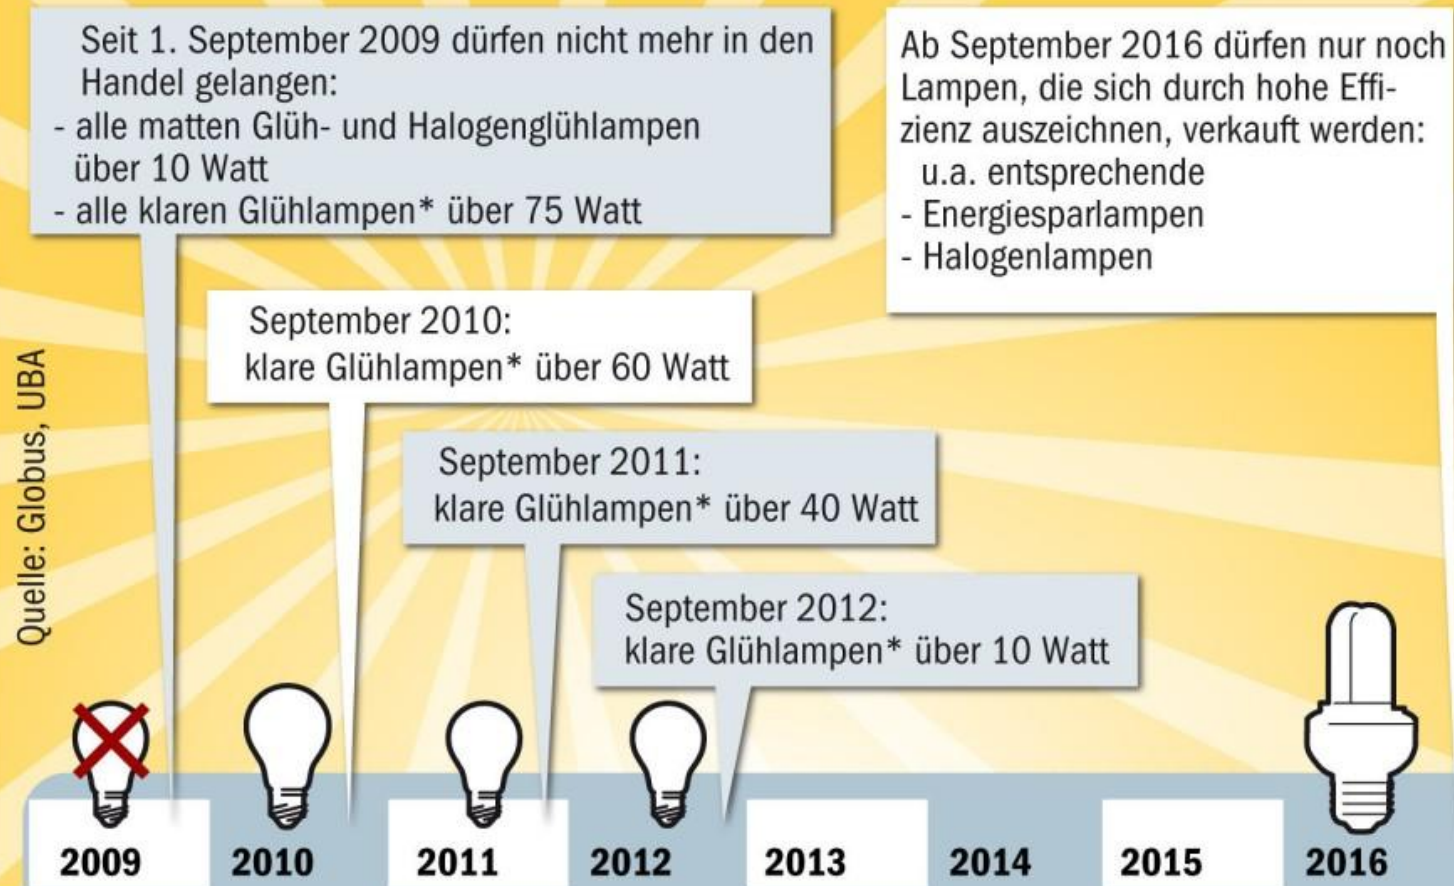 Seit 1. September 2009 dürfen nicht mehr in den
Handel gelangen:
- alle matten Glüh- und Halogenglühlampen
über 10 Watt
- alle klaren Glühlampen* über 75 Watt
Ab September 2016 dürfen nur noch
Lampen, die sich durch hohe Effi-
zienz auszeichnen, verkauft werden:
u.a. entsprechende
- Energiesparlampen
- Halogenlampen
September 2010:
klare Glühlampen* über 60 Watt
September 2011:
klare Glühlampen* über 40 Watt
September 2012:
klare Glühlampen* über 10 Watt
Quelle: Globus, UBA
2009 2010 2011 2012 2013 2014 2015 2016